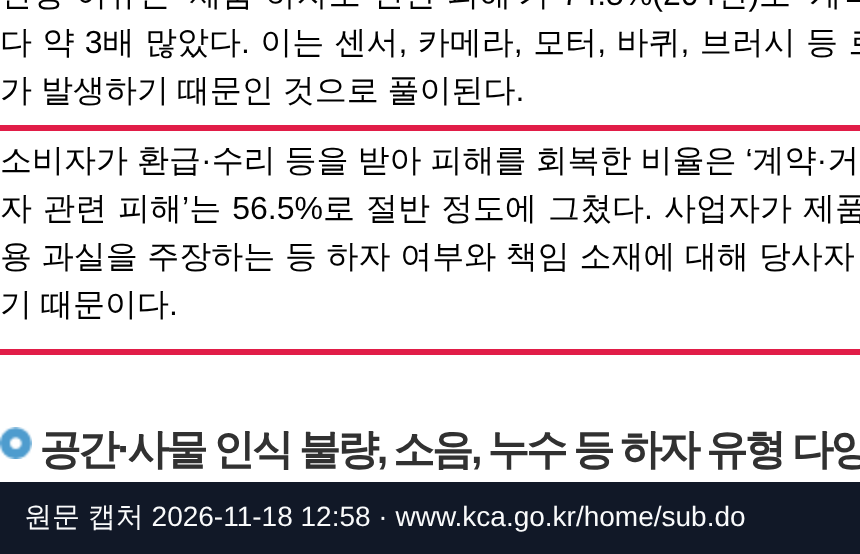 다 약 3배 많았다. 이는 센서, 카메라, 모터, 바퀴, 브러시 등
가 발생하기 때문인 것으로 풀이된다.
소비자가 환급·수리 등을 받아 피해를 회복한 비율은 ‘계약·거
자 관련 피해’는 56.5%로 절반 정도에 그쳤다. 사업자가 제품
용 과실을 주장하는 등 하자 여부와 책임 소재에 대해 당사자
기 때문이다.
공간·사물 인식 불량, 소음, 누수 등 하자 유형 다양
원문 캡처 2026-11-18 12:58 · www.kca.go.kr/home/sub.do